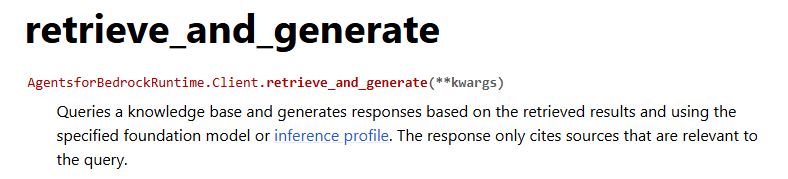 retrieve_and_generate
AgentsforBedrockRuntime.Client.retrieve_and_generate(**kwargs)
Queries a knowledge base and generates responses based on the retrieved results and using the
specified foundation model or inference profile. The response only cites sources that are relevant to
the query.